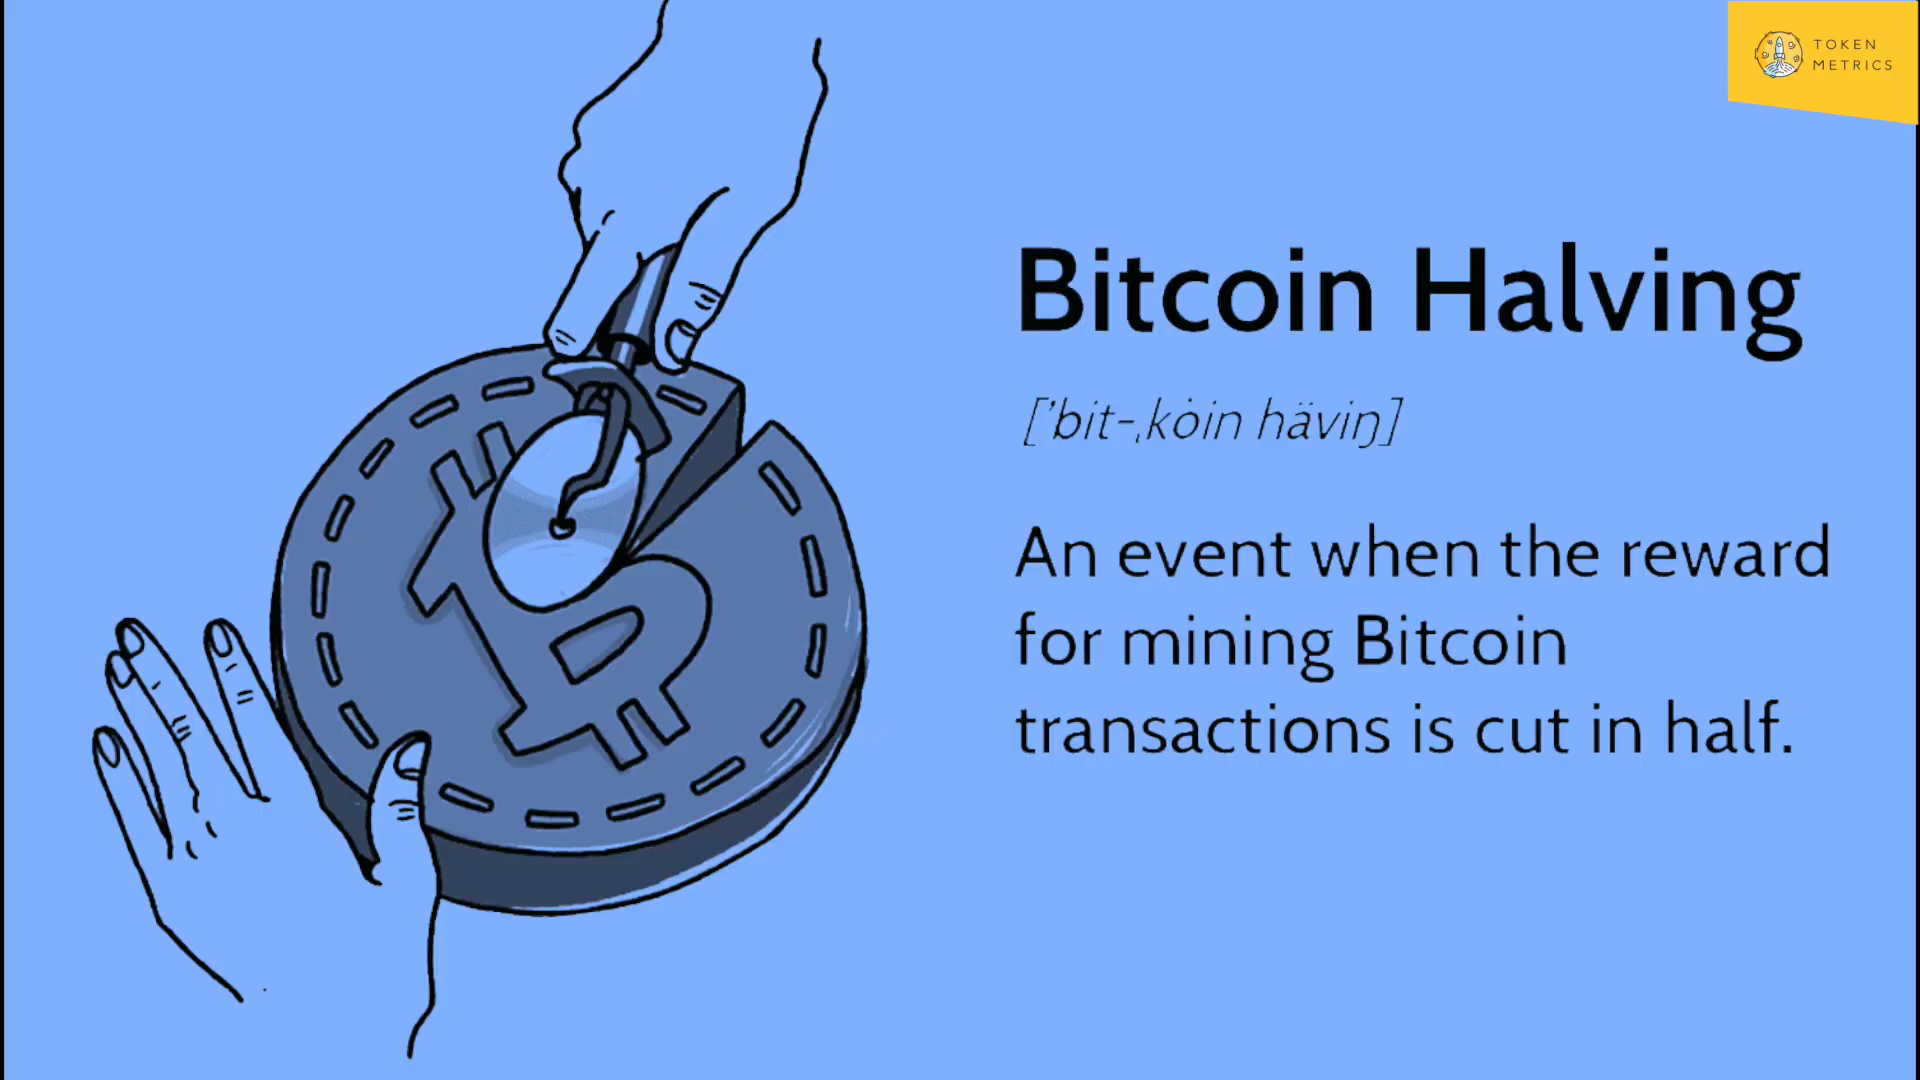 TOKEN
METRICS
Bitcoin Halving
['bit-ˌkȯin häviŋ]
An event when the reward
for mining Bitcoin
transactions is cut in half.